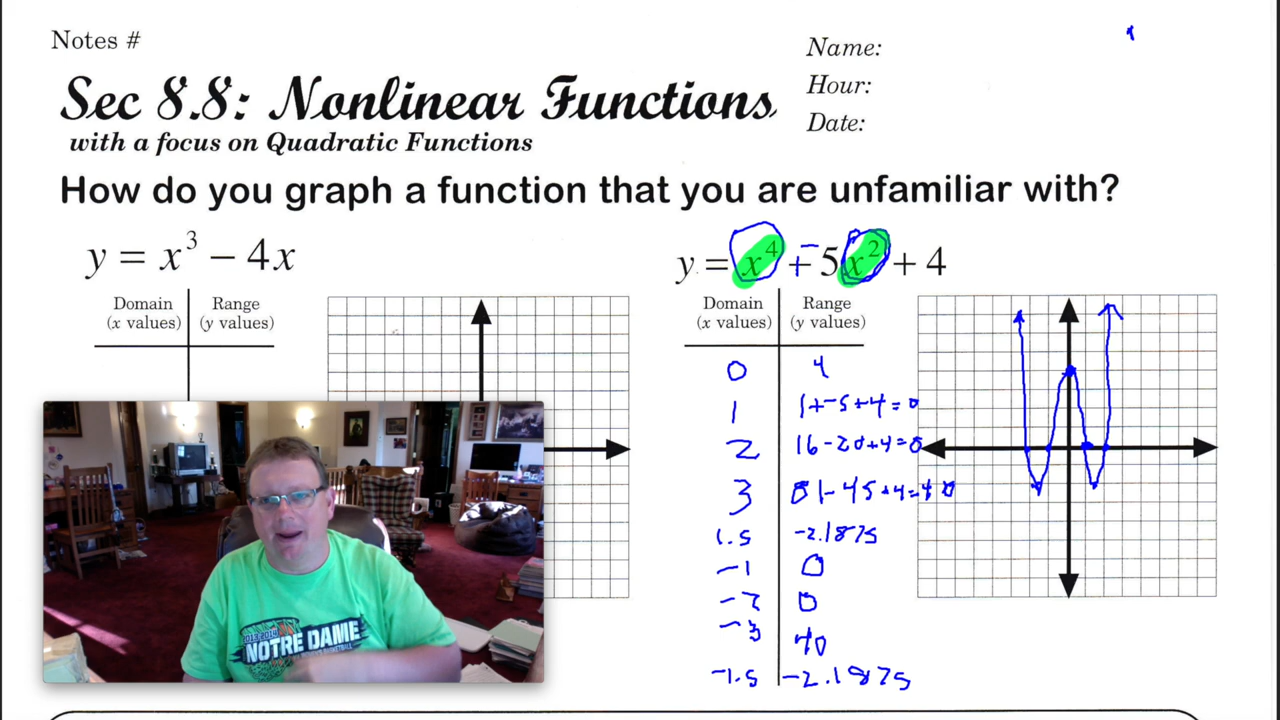 Notes #
Name:
Hour:
Date:
Sec 8.8: Nonlinear Functions
with a focus on Quadratic Functions
How do you graph a function that you are unfamiliar with?
y = x³ − 4x
Domain (x values) Range (y values)
y = x⁴ + ⁻5x² + 4
Domain (x values) Range (y values)
0 4
1 1+-5+4=0
2 16-20+4=0
3 81-45+4=40
1.5 -2.1875
-1 0
-2 0
-3 40
-1.5 -2.1875
2013-2014
NOTRE DAME
BASKETBALL